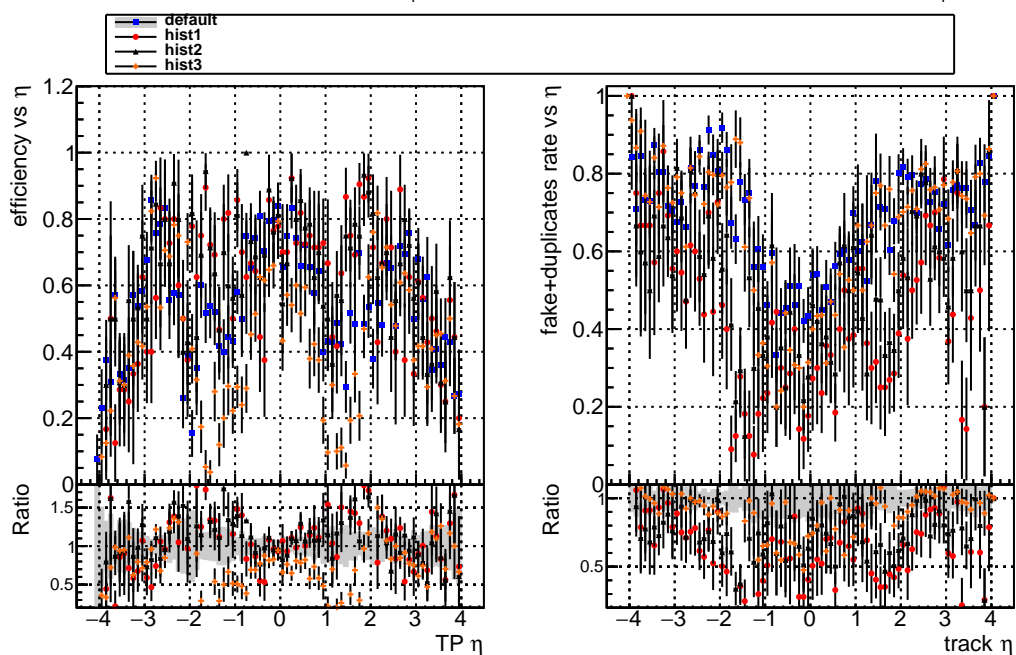 default
hist1
hist2
hist3
efficiency vs η
1.2
1
0.8
0.6
0.4
0.2
0
Ratio
1.5
1
0.5
−4 −3 −2 −1 0 1 2 3 4
TP η
fake+duplicates rate vs η
1
0.8
0.6
0.4
0.2
0
Ratio
1
0.5
−4 −3 −2 −1 0 1 2 3 4
track η